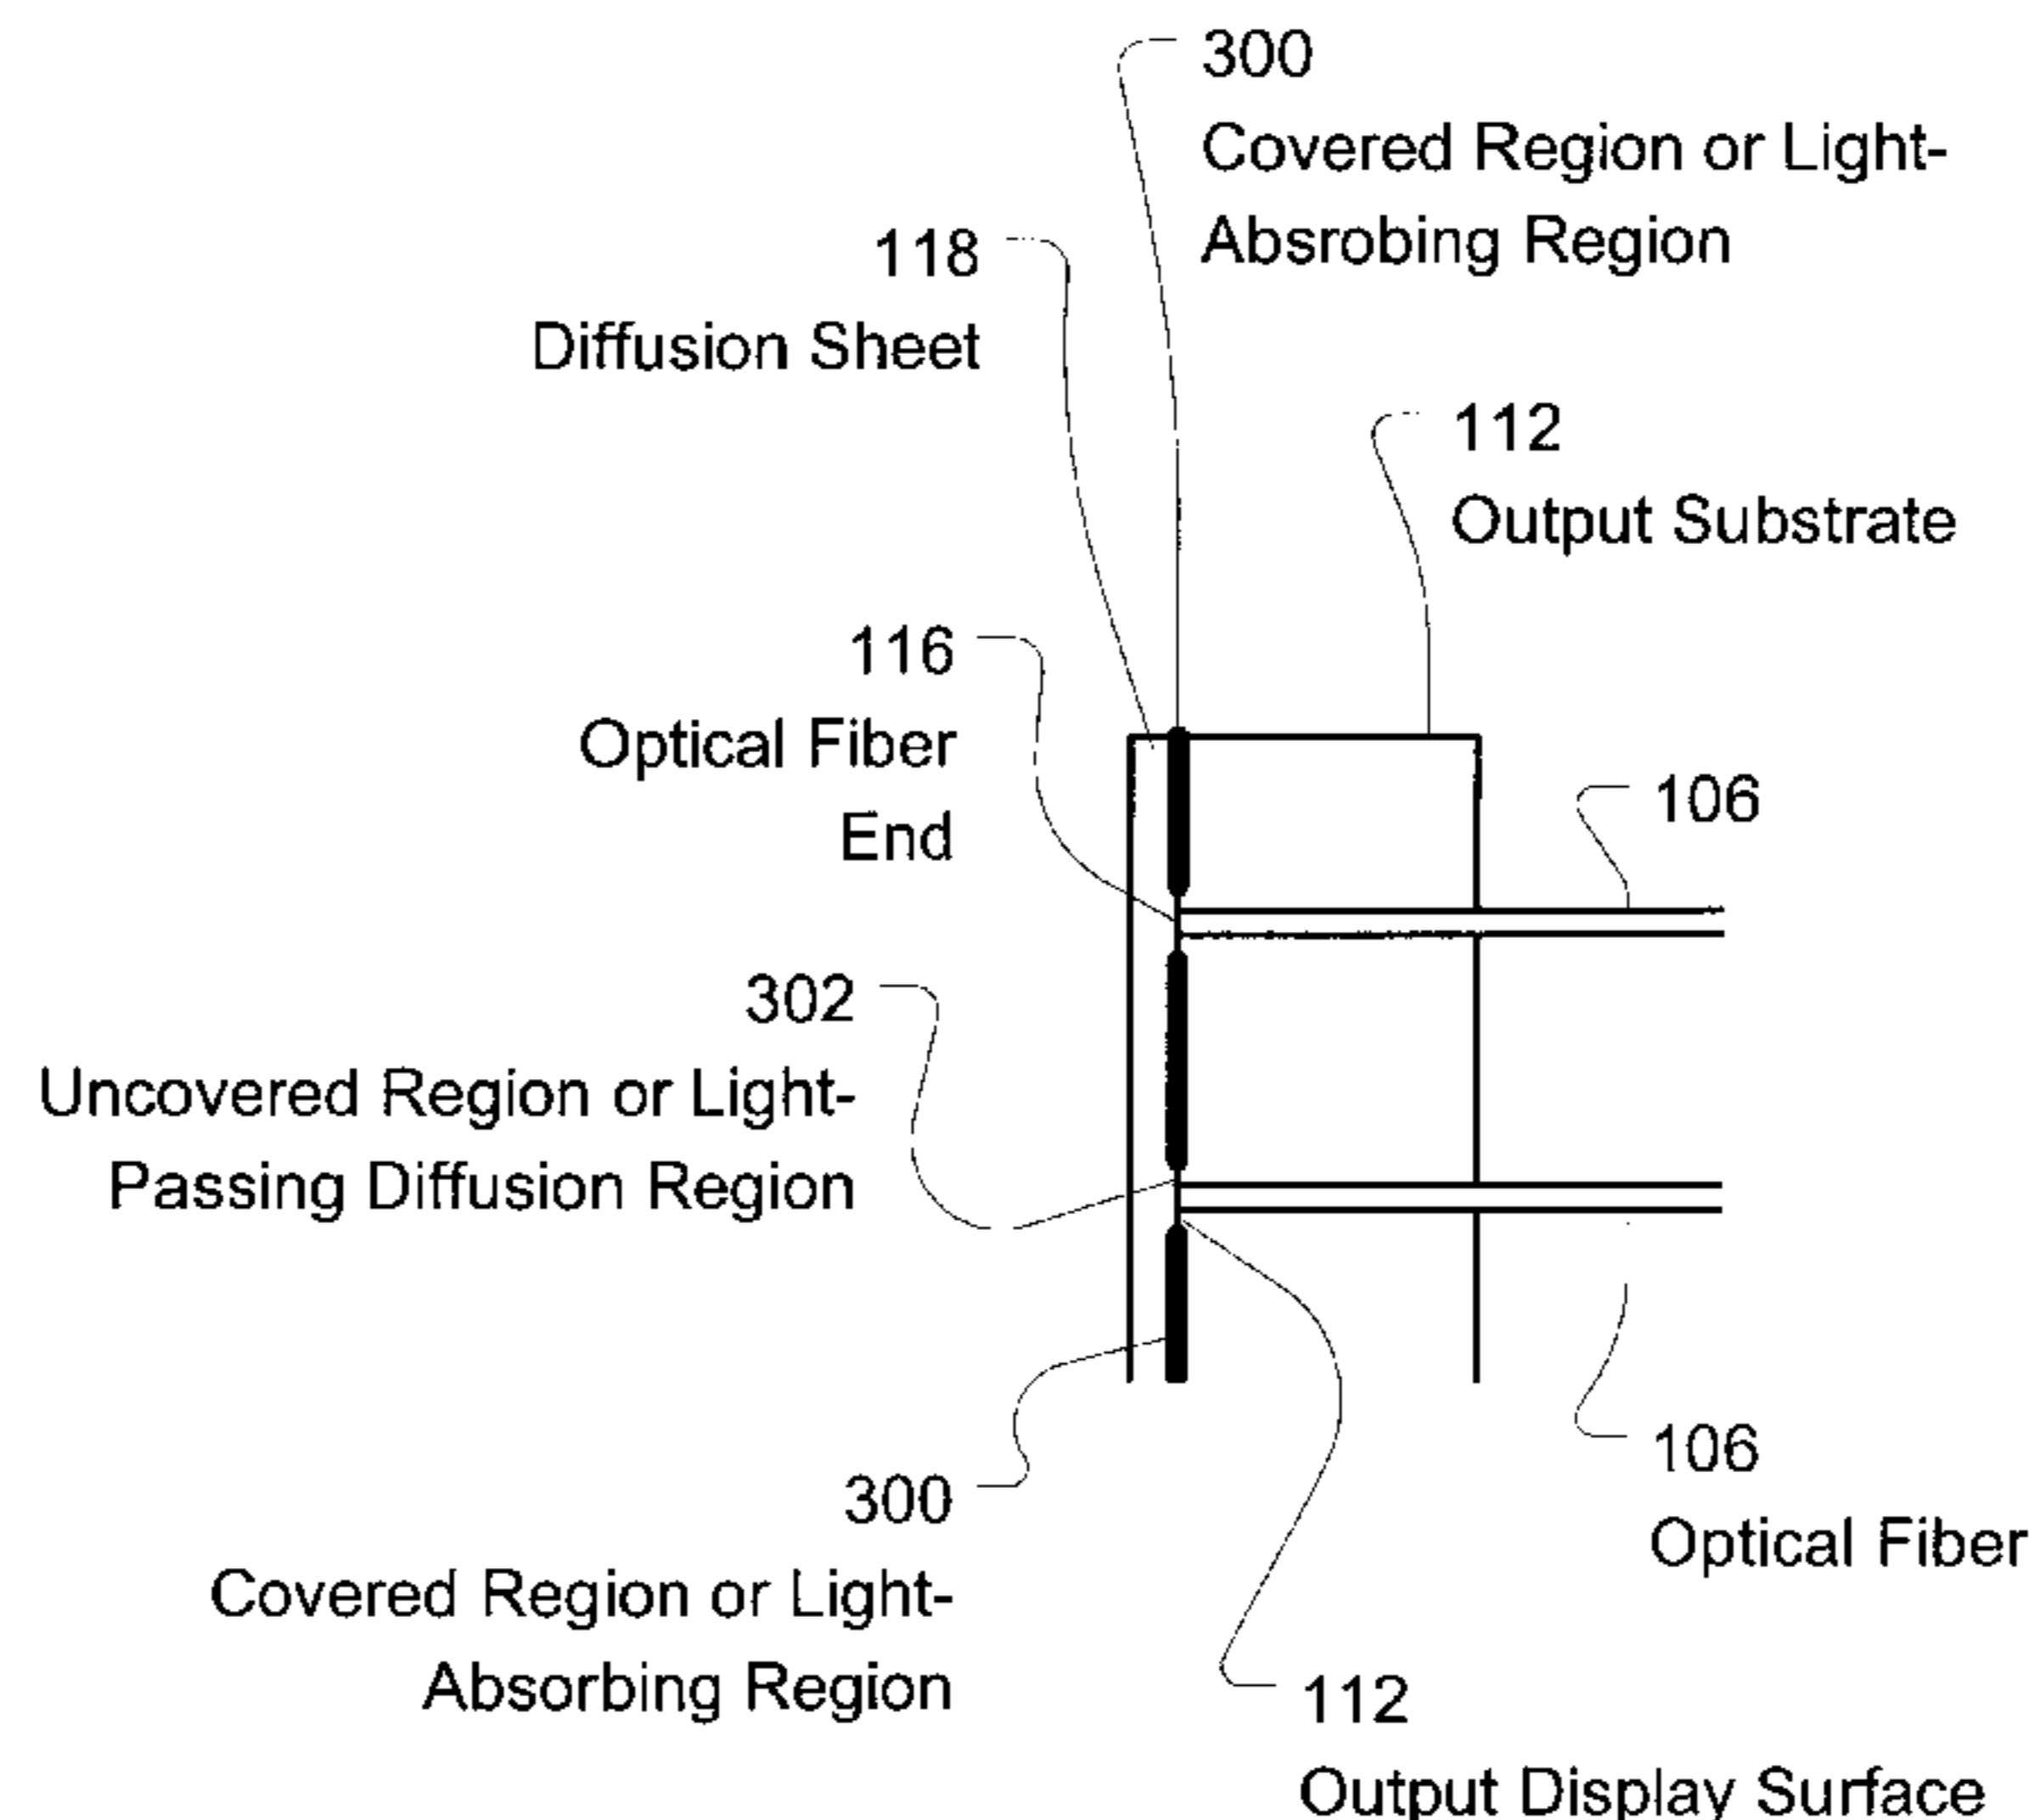 300
Covered Region or Light-
Absrobing Region
118
Diffusion Sheet
112
Output Substrate
116
Optical Fiber
End
106
302
Uncovered Region or Light-
Passing Diffusion Region
300
Covered Region or Light-
Absorbing Region
106
Optical Fiber
112
Output Display Surface